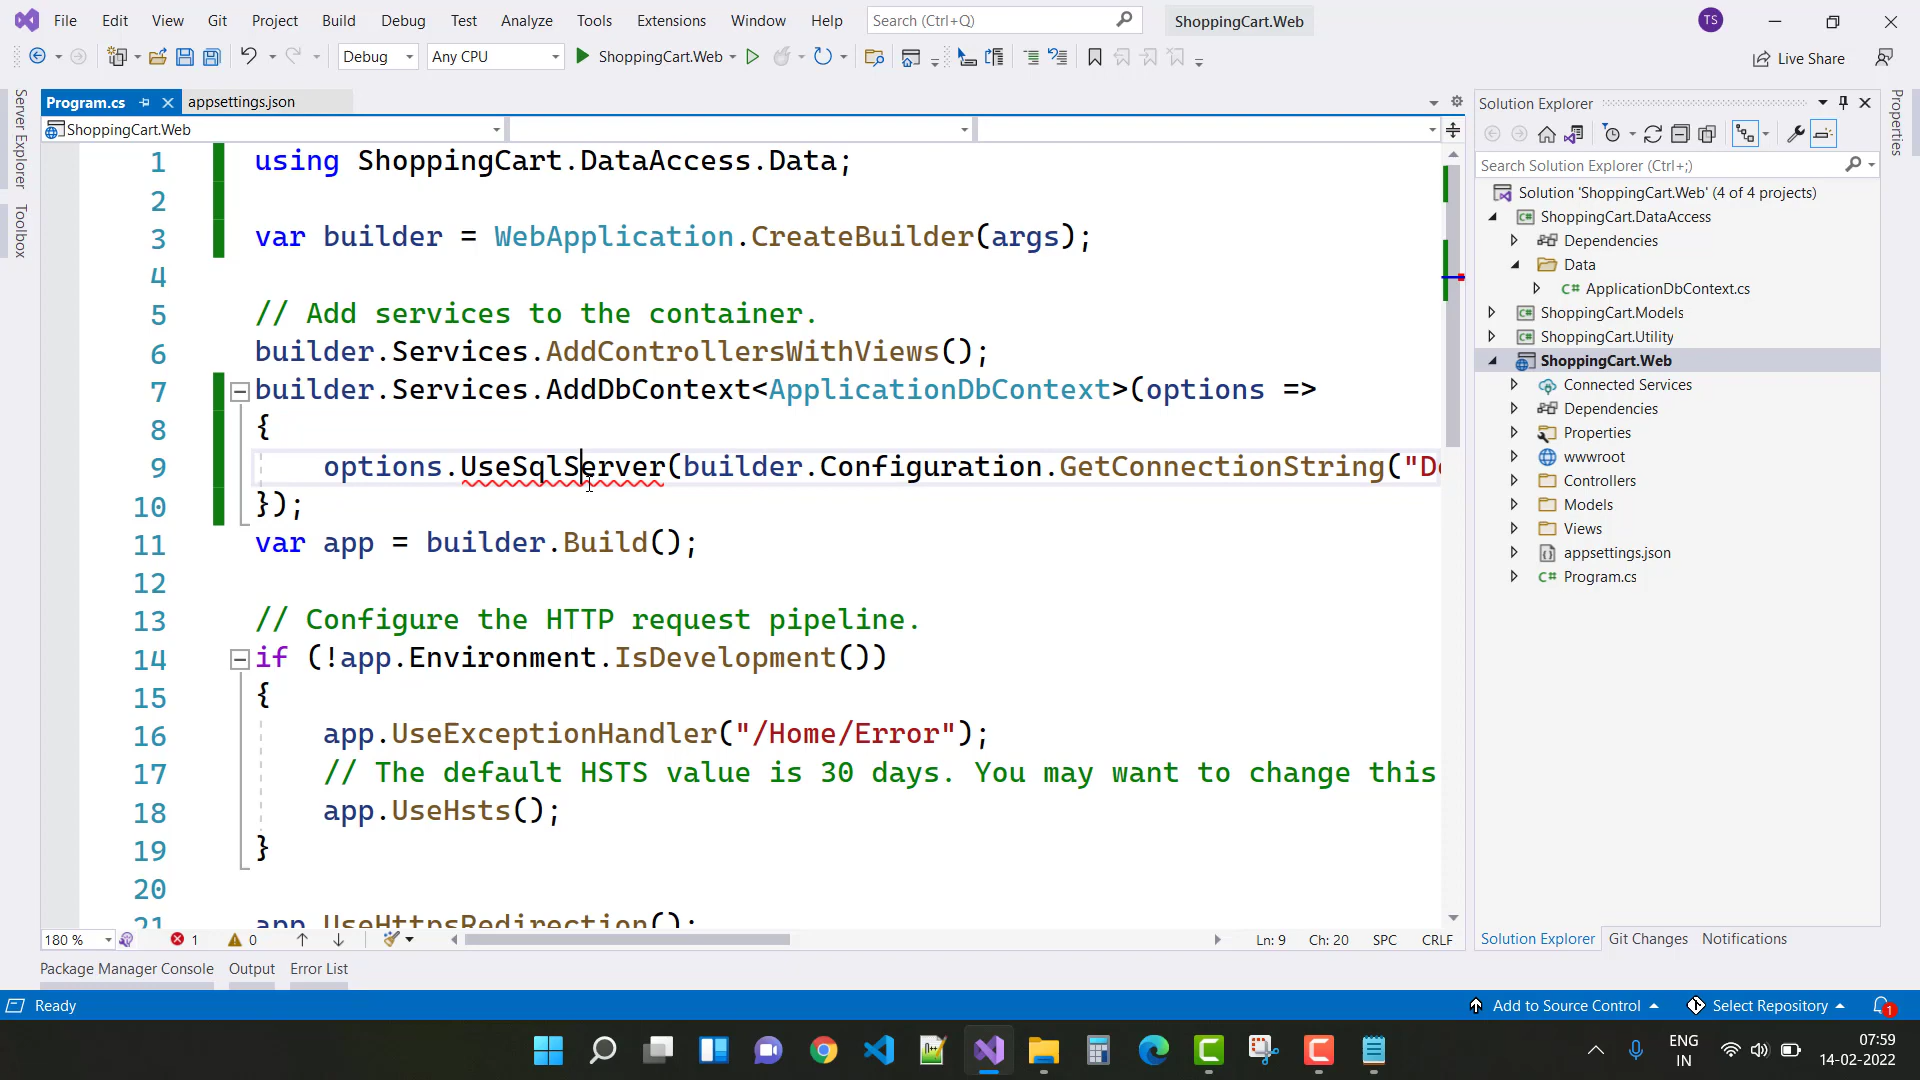 File Edit View Git Project Build Debug Test Analyze Tools Extensions Window Help Search (Ctrl+Q) ShoppingCart.Web TS
Debug Any CPU ShoppingCart.Web Live Share
Server Explorer
Toolbox
Program.cs appsettings.json
ShoppingCart.Web
1 using ShoppingCart.DataAccess.Data;
2
3 var builder = WebApplication.CreateBuilder(args);
4
5 // Add services to the container.
6 builder.Services.AddControllersWithViews();
7 builder.Services.AddDbContext<ApplicationDbContext>(options =>
8 {
9 options.UseSqlServer(builder.Configuration.GetConnectionString("De
10 });
11 var app = builder.Build();
12
13 // Configure the HTTP request pipeline.
14 if (!app.Environment.IsDevelopment())
15 {
16 app.UseExceptionHandler("/Home/Error");
17 // The default HSTS value is 30 days. You may want to change this
18 app.UseHsts();
19 }
20
21 app.UseHttpsRedirection();
180 % 1 0 Ln: 9 Ch: 20 SPC CRLF
Package Manager Console Output Error List
Solution Explorer
Search Solution Explorer (Ctrl+;)
Solution 'ShoppingCart.Web' (4 of 4 projects)
C# ShoppingCart.DataAccess
Dependencies
Data
C# ApplicationDbContext.cs
C# ShoppingCart.Models
C# ShoppingCart.Utility
ShoppingCart.Web
Connected Services
Dependencies
Properties
wwwroot
Controllers
Models
Views
appsettings.json
C# Program.cs
Solution Explorer Git Changes Notifications
Properties
Ready Add to Source Control Select Repository 1
ENG
IN
07:59
14-02-2022